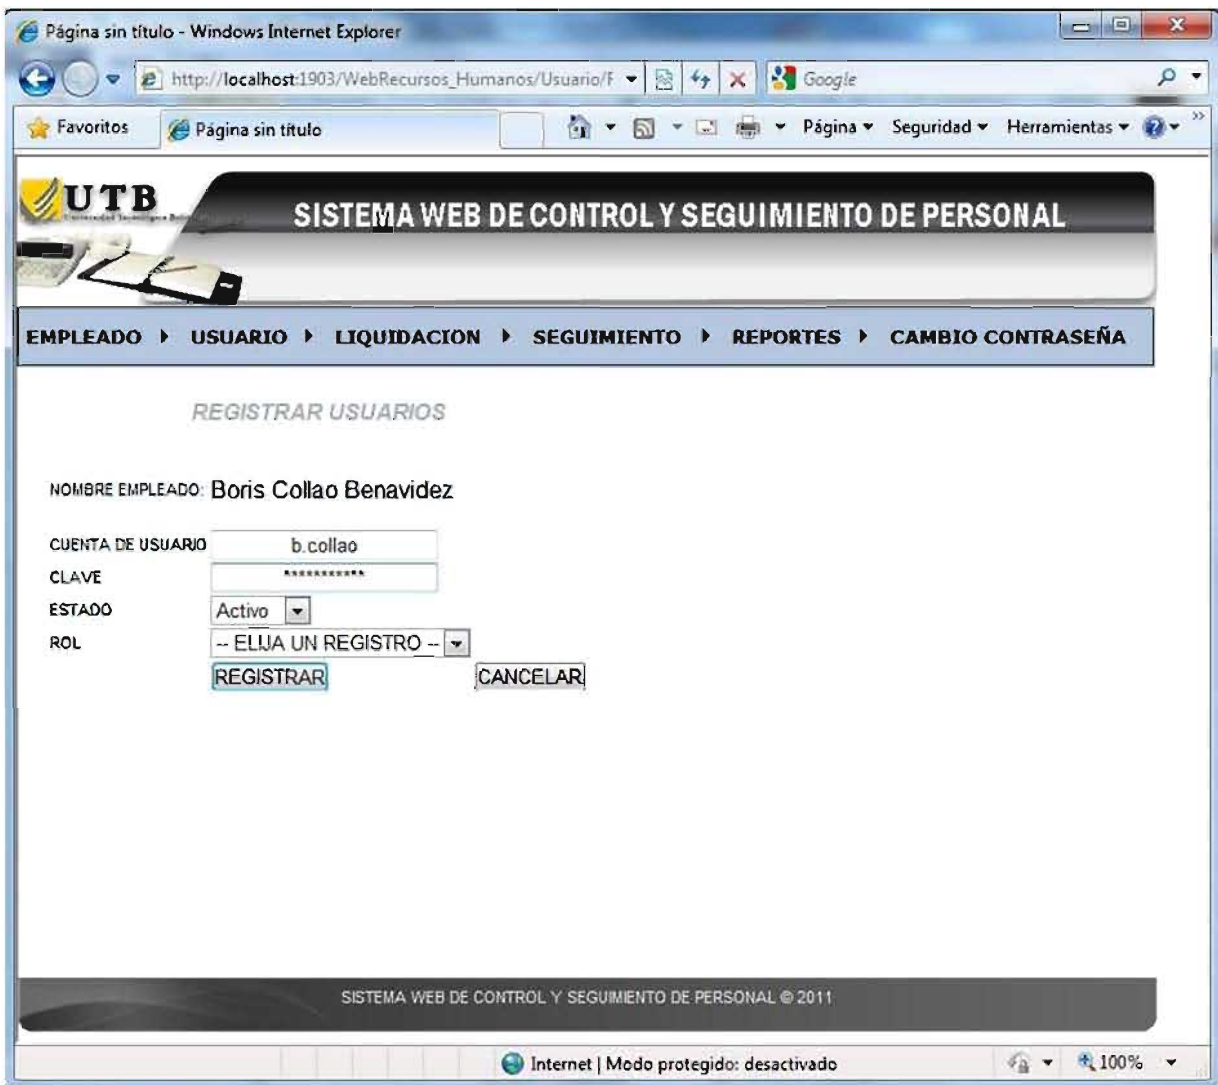 Página sin título - Windows Internet Explorer
http://localhost:1903/WebRecursos_Humanos/Usuario/F
Google
Favoritos
Página sin título
Página
Seguridad
Herramientas
UTB
SISTEMA WEB DE CONTROL Y SEGUIMIENTO DE PERSONAL
EMPLEADO USUARIO LIQUIDACION SEGUIMIENTO REPORTES CAMBIO CONTRASEÑA
REGISTRAR USUARIOS
NOMBRE EMPLEADO: Boris Collao Benavidez
CUENTA DE USUARIO b.collao
CLAVE ***********
ESTADO Activo
ROL -- ELIJA UN REGISTRO --
REGISTRAR CANCELAR
SISTEMA WEB DE CONTROL Y SEGUIMIENTO DE PERSONAL © 2011
Internet | Modo protegido: desactivado
100%